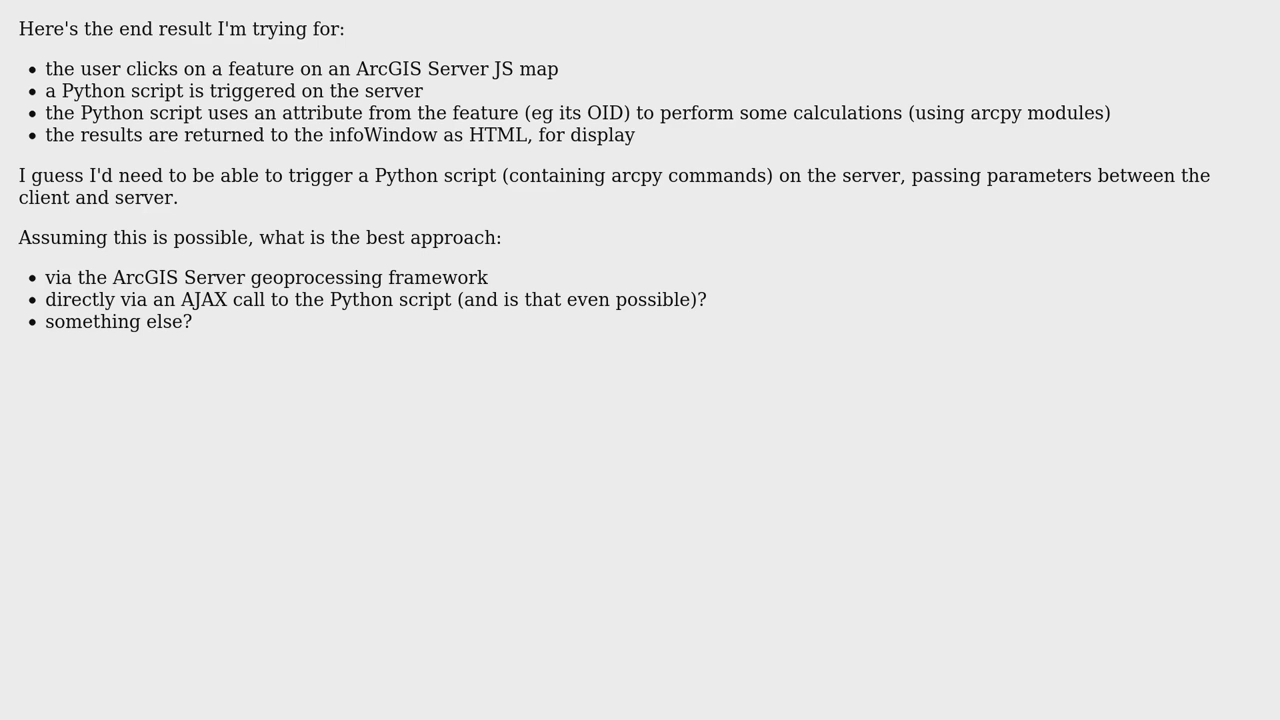 Here's the end result I'm trying for:
• the user clicks on a feature on an ArcGIS Server JS map
• a Python script is triggered on the server
• the Python script uses an attribute from the feature (eg its OID) to perform some calculations (using arcpy modules)
• the results are returned to the infoWindow as HTML, for display
I guess I'd need to be able to trigger a Python script (containing arcpy commands) on the server, passing parameters between the
client and server.
Assuming this is possible, what is the best approach:
• via the ArcGIS Server geoprocessing framework
• directly via an AJAX call to the Python script (and is that even possible)?
• something else?